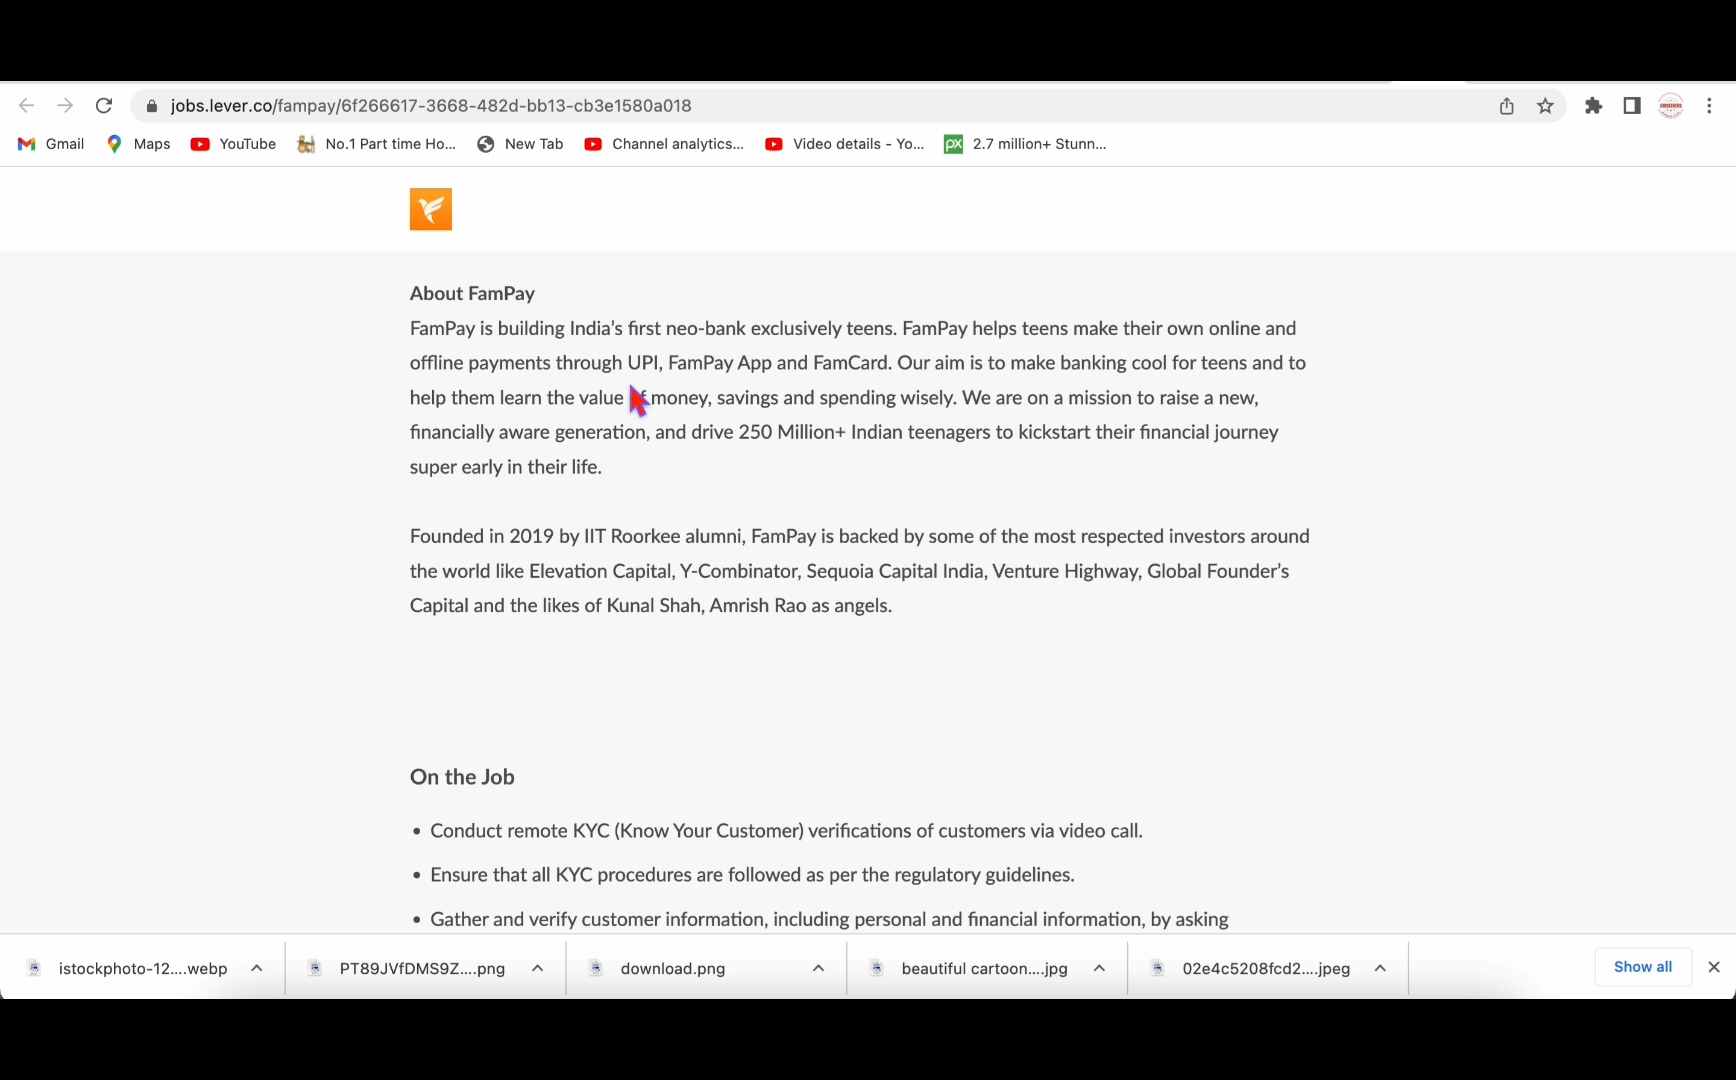 jobs.lever.co/fampay/6f266617-3668-482d-bb13-cb3e1580a018
Gmail Maps YouTube No.1 Part time Ho... New Tab Channel analytics... Video details - Yo... px 2.7 million+ Stunn...
About FamPay
FamPay is building India’s first neo-bank exclusively teens. FamPay helps teens make their own online and
offline payments through UPI, FamPay App and FamCard. Our aim is to make banking cool for teens and to
help them learn the value of money, savings and spending wisely. We are on a mission to raise a new,
financially aware generation, and drive 250 Million+ Indian teenagers to kickstart their financial journey
super early in their life.
Founded in 2019 by IIT Roorkee alumni, FamPay is backed by some of the most respected investors around
the world like Elevation Capital, Y-Combinator, Sequoia Capital India, Venture Highway, Global Founder’s
Capital and the likes of Kunal Shah, Amrish Rao as angels.
On the Job
• Conduct remote KYC (Know Your Customer) verifications of customers via video call.
• Ensure that all KYC procedures are followed as per the regulatory guidelines.
• Gather and verify customer information, including personal and financial information, by asking
istockphoto-12....webp PT89JVfDMS9Z....png download.png beautiful cartoon....jpg 02e4c5208fcd2....jpeg Show all